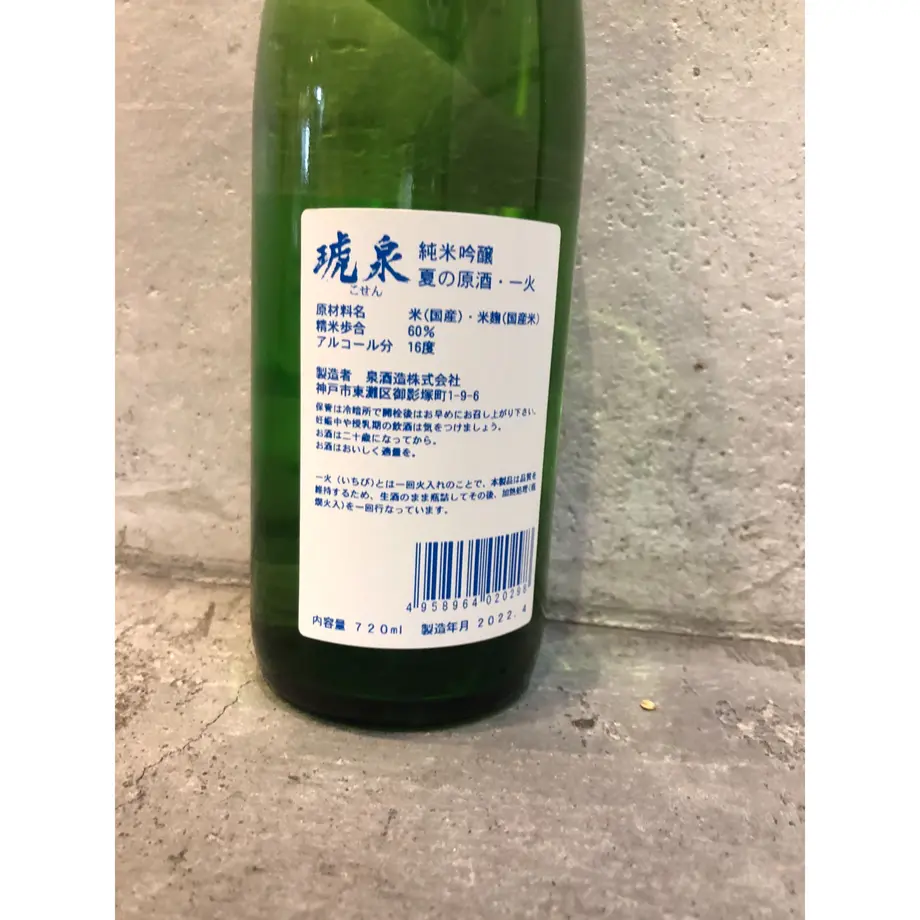 琥泉
こせん
純米吟醸
夏の原酒・一火
原材料名 米(国産)・米麹(国産米)
精米歩合 60%
アルコール分 16度
製造者 泉酒造株式会社
神戸市東灘区御影塚町1-9-6
保管は冷暗所で開栓後はお早めにお召し上がり下さい。
妊娠中や授乳期の飲酒は気をつけましょう。
お酒は二十歳になってから。
お酒はおいしく適量を。
一火(いちび)とは一回火入れのことで、本製品は品質を
維持するため、生酒のまま瓶詰してその後、加熱処理(瓶
燗火入)を一回行なっています。
4 958964 020298
内容量 720ml 製造年月 2022. 4